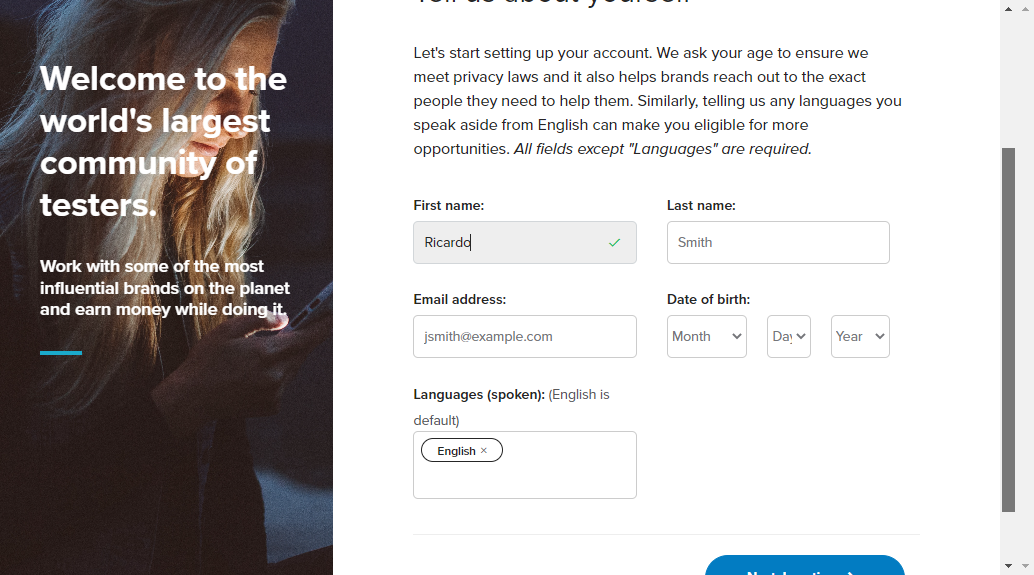 Tell us about yourself
Welcome to the
world's largest
community of
testers.
Work with some of the most
influential brands on the planet
and earn money while doing it.
Let's start setting up your account. We ask your age to ensure we
meet privacy laws and it also helps brands reach out to the exact
people they need to help them. Similarly, telling us any languages you
speak aside from English can make you eligible for more
opportunities. All fields except "Languages" are required.
First name:
Last name:
Ricardo
Smith
Email address:
Date of birth:
jsmith@example.com
Month
Day
Year
Languages (spoken): (English is
default)
English ×